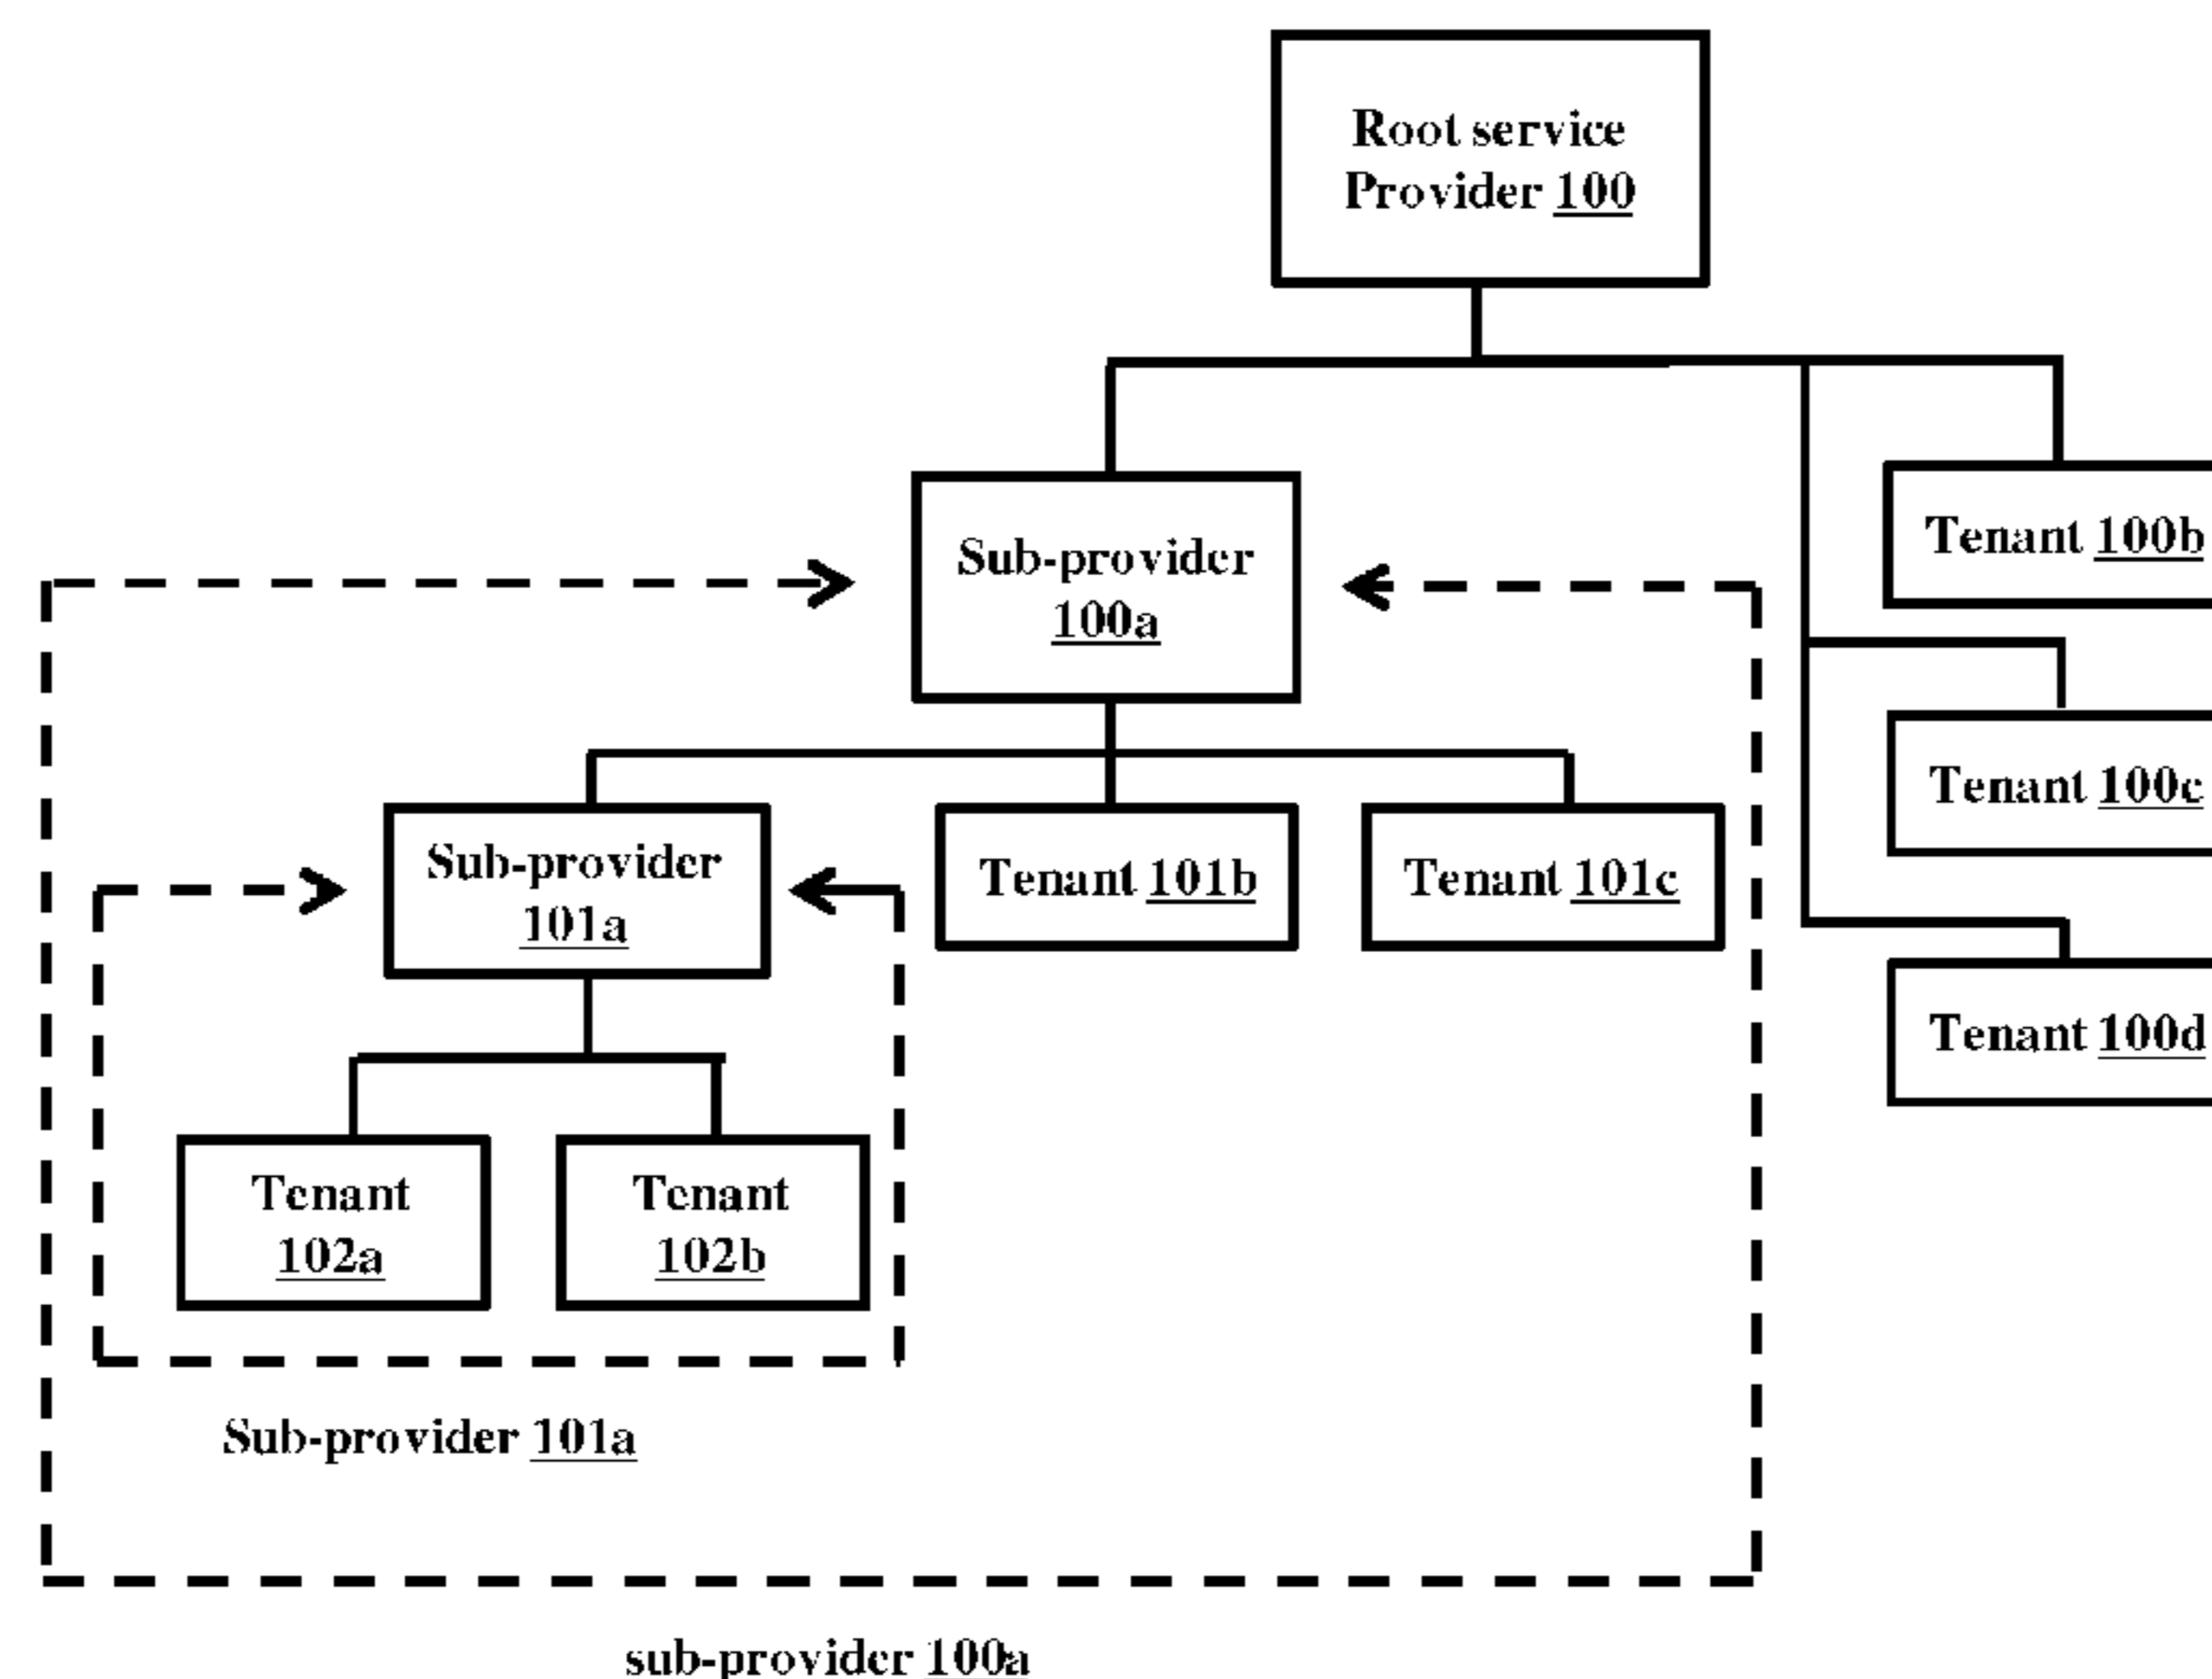 Root service
Provider 100
Sub-provider
100a
Tenant 100b
Tenant 100c
Tenant 100d
Sub-provider
101a
Tenant 101b
Tenant 101c
Tenant
102a
Tenant
102b
Sub-provider 101a
sub-provider 100a